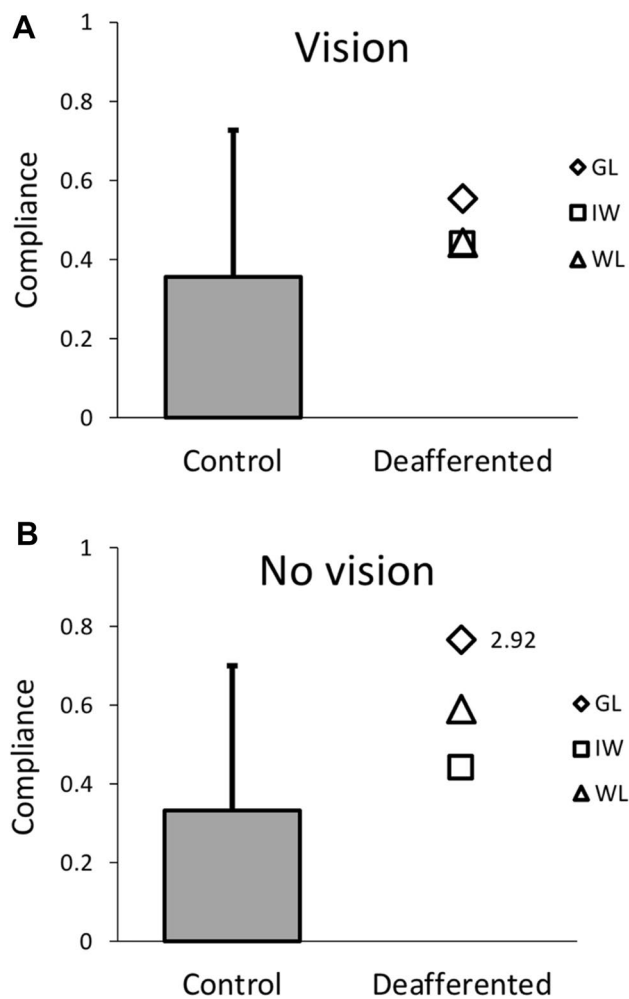 A
Vision
1
0.8
0.6
0.4
0.2
0
Compliance
Control
Deafferented
GL
IW
WL
B
No vision
1
0.8
0.6
0.4
0.2
0
Compliance
2.92
Control
Deafferented
GL
IW
WL